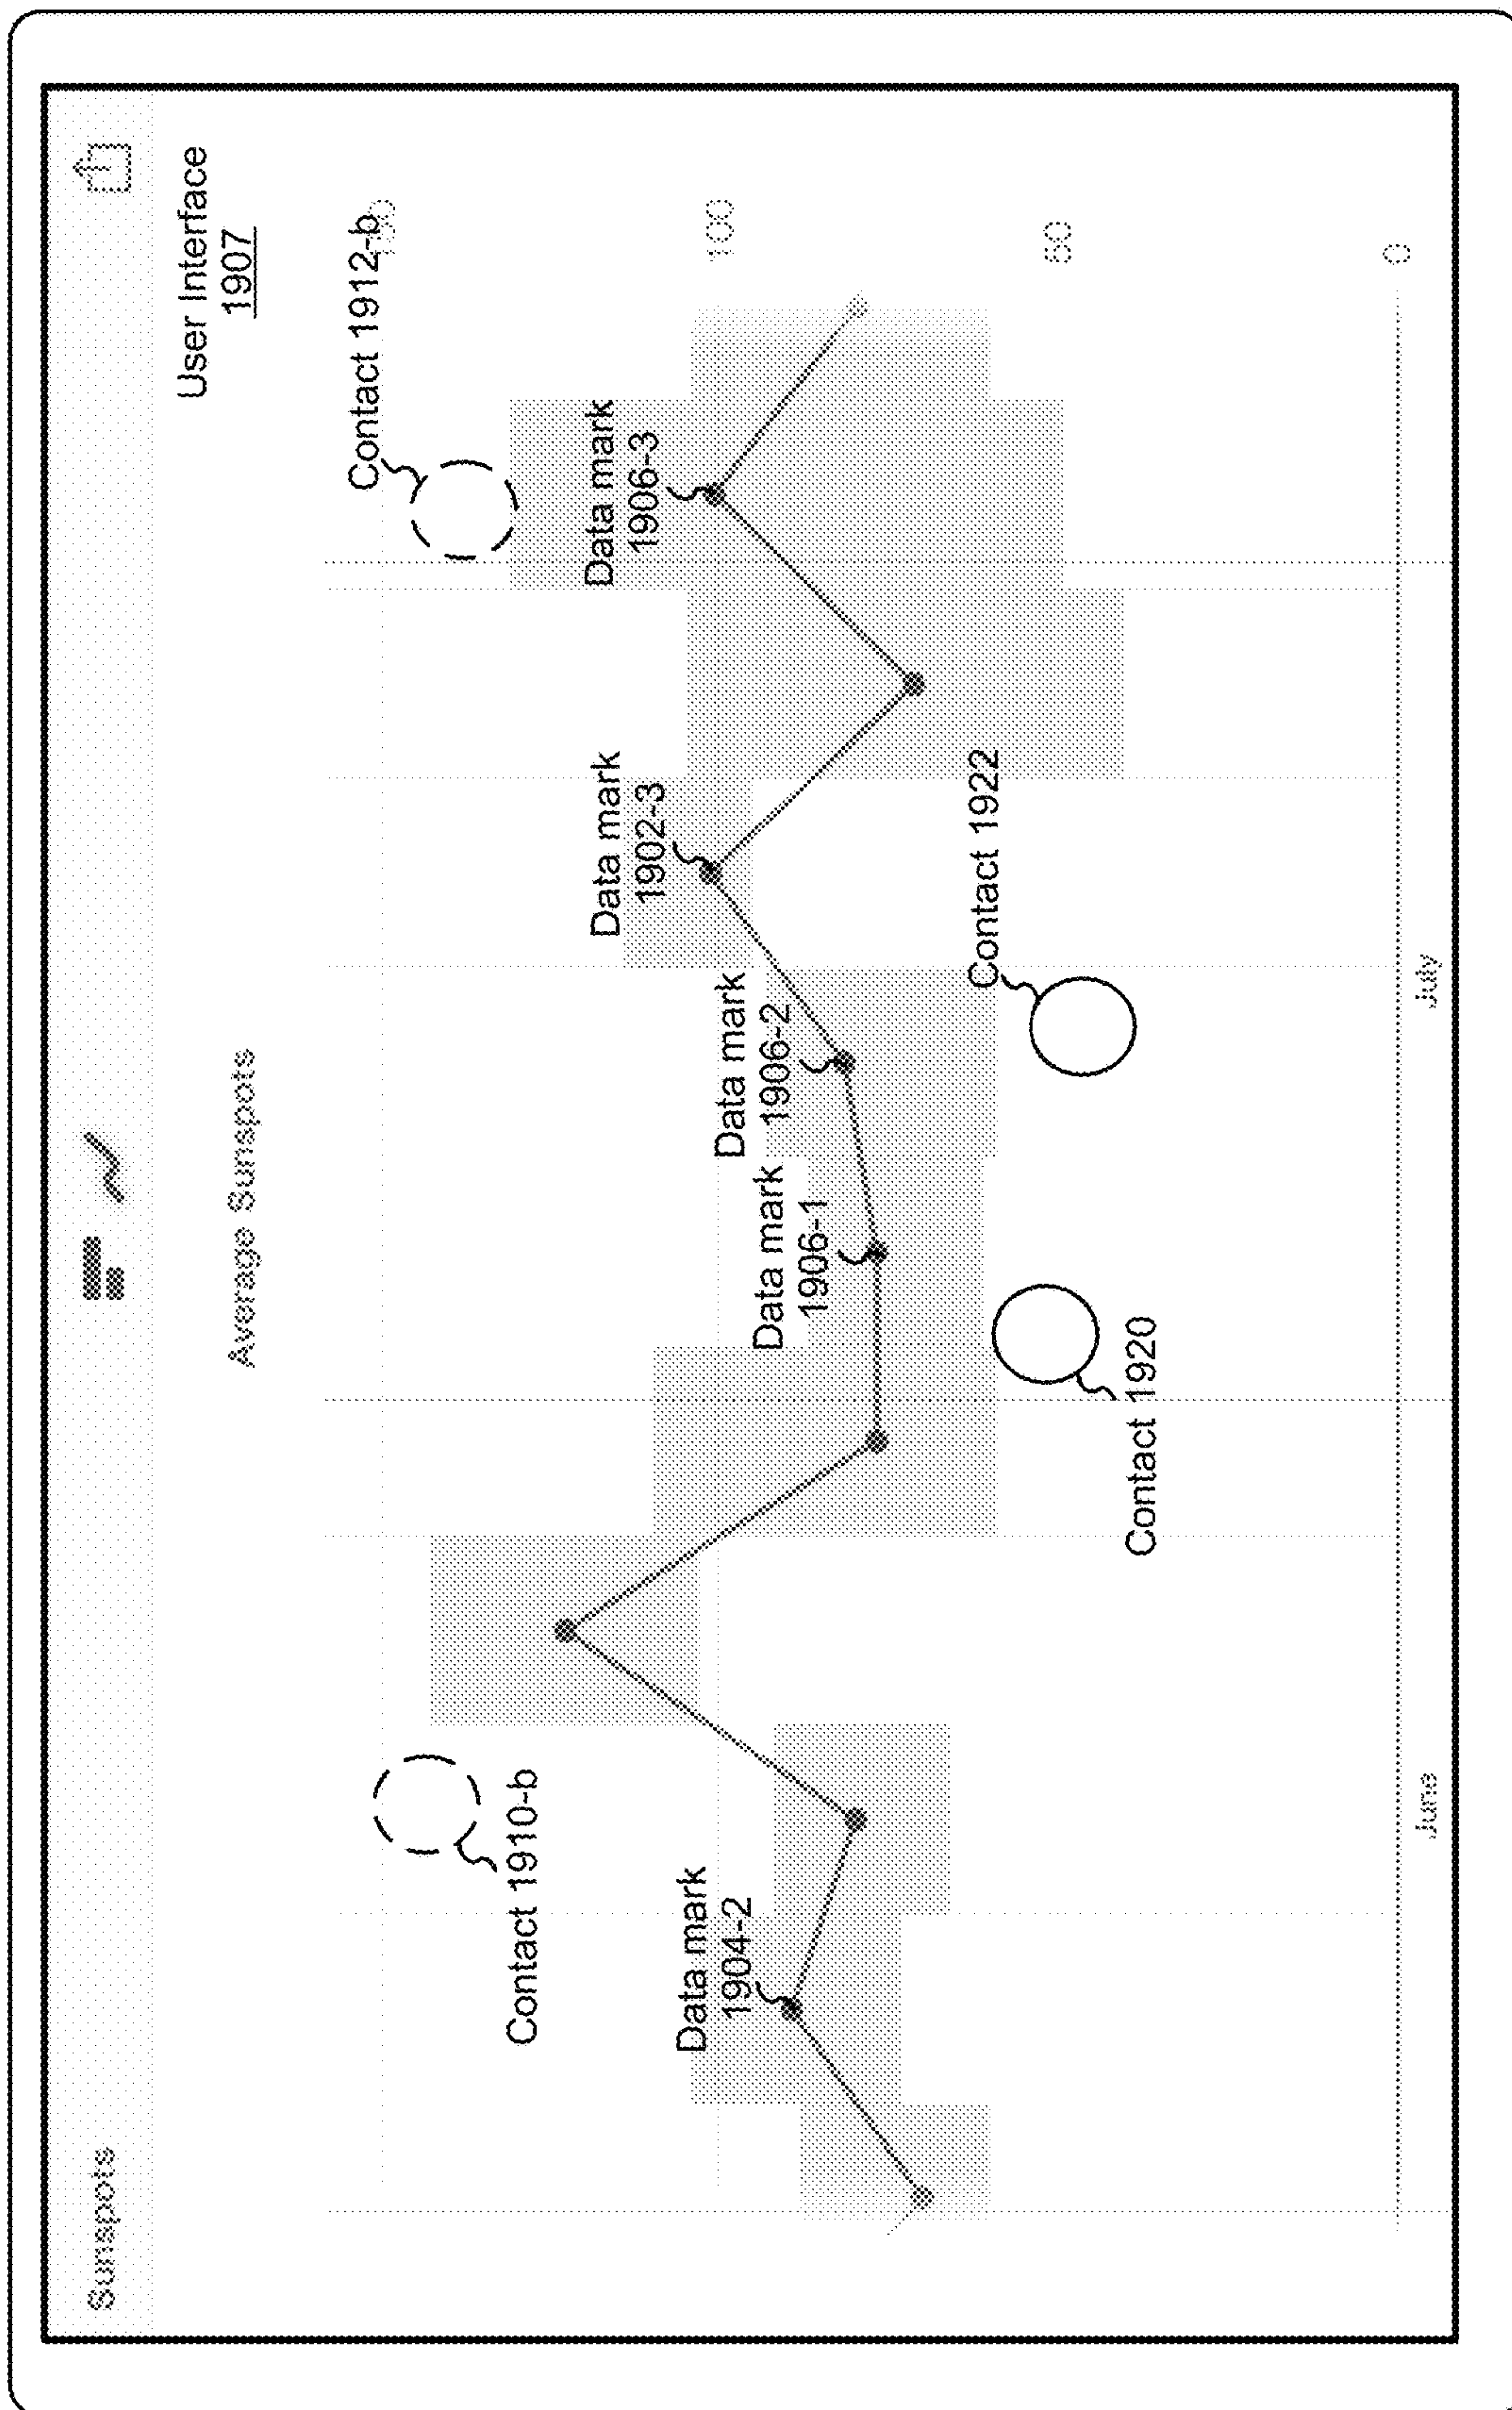 Sunspots
User Interface
1907
Average Sunspots
Contact 1912-b
Contact 1910-b
Data mark
1906-3
Data mark
1902-3
Data mark
1904-2
Data mark
1906-2
Data mark
1906-1
100
Contact 1922
Contact 1920
0
June
July